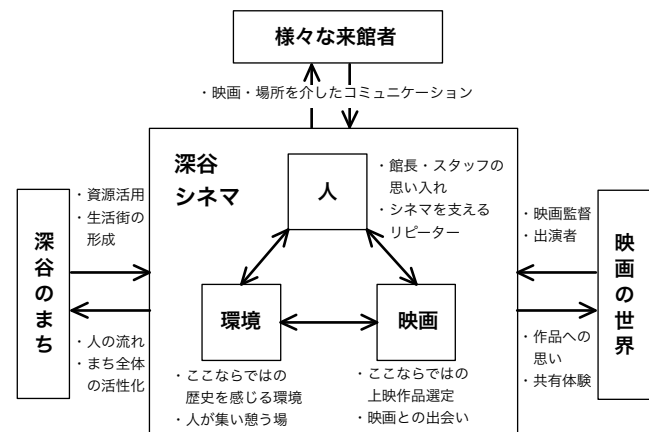 様々な来館者
・映画・場所を介したコミュニケーション
深谷
シネマ
人
・館長・スタッフの
思い入れ
・シネマを支える
リピーター
・資源活用
・生活街の
形成
深谷のまち
・人の流れ
・まち全体
の活性化
環境
映画
・ここならではの
歴史を感じる環境
・人が集い憩う場
・ここならではの
上映作品選定
・映画との出会い
・映画監督
・出演者
映画の世界
・作品への
思い
・共有体験